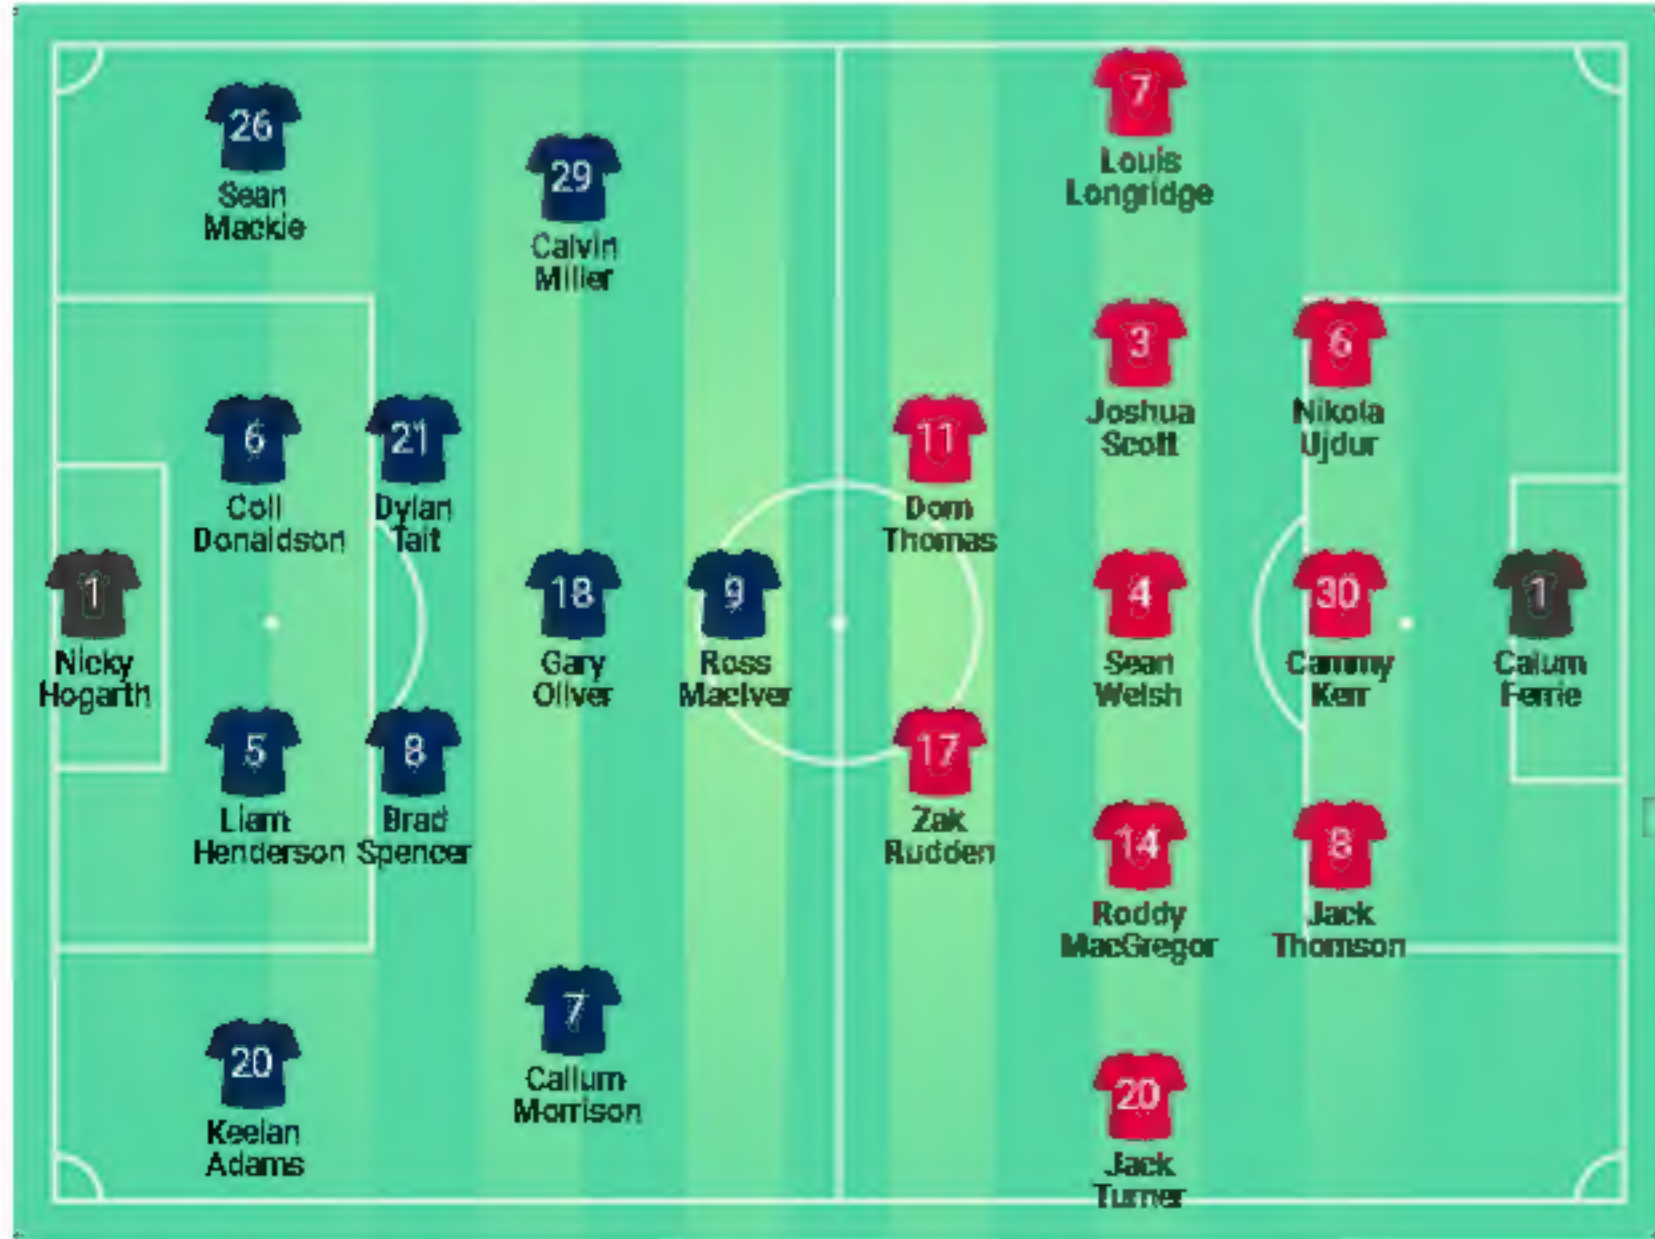 26
Sean
Mackie
29
Calvin
Miller
6
Coll
Donaldson
21
Dylan
Tait
1
Nicky
Hogarth
18
Gary
Oliver
9
Ross
MacIver
5
Liam
Henderson
8
Brad
Spencer
20
Keelan
Adams
7
Callum
Morrison
7
Louis
Longridge
3
Joshua
Scott
6
Nikola
Ujdur
11
Dom
Thomas
4
Sean
Welsh
30
Cammy
Kerr
1
Calum
Ferrie
17
Zak
Rudden
14
Roddy
MacGregor
8
Jack
Thomson
20
Jack
Turner